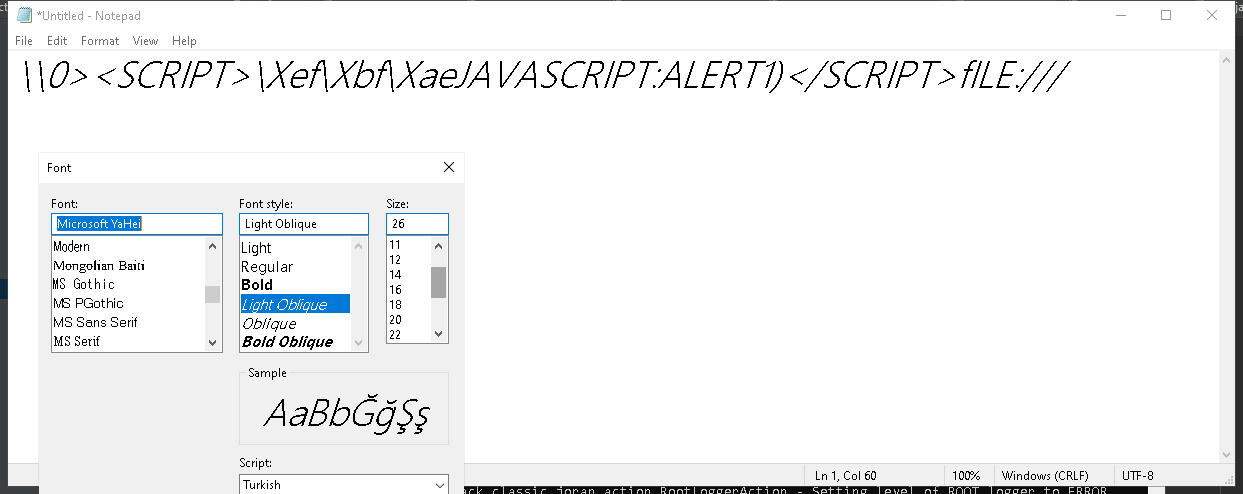 *Untitled - Notepad
File Edit Format View Help
\\0><SCRIPT>\Xef\Xbf\XaeJAVASCRIPT:ALERT1)</SCRIPT>fILE:///
Font
Font: Font style: Size:
Microsoft YaHei Light Oblique 26
Modern
Mongolian Baiti
MS Gothic
MS PGothic
MS Sans Serif
MS Serif
Light
Regular
Bold
Light Oblique
Oblique
Bold Oblique
11
12
14
16
18
20
22
Sample
AaBbĞğŞş
Script:
Turkish
Ln 1, Col 60 100% Windows (CRLF) UTF-8
ack.classic.joran.action.RootLoggerAction - Setting level of ROOT logger to ERROR